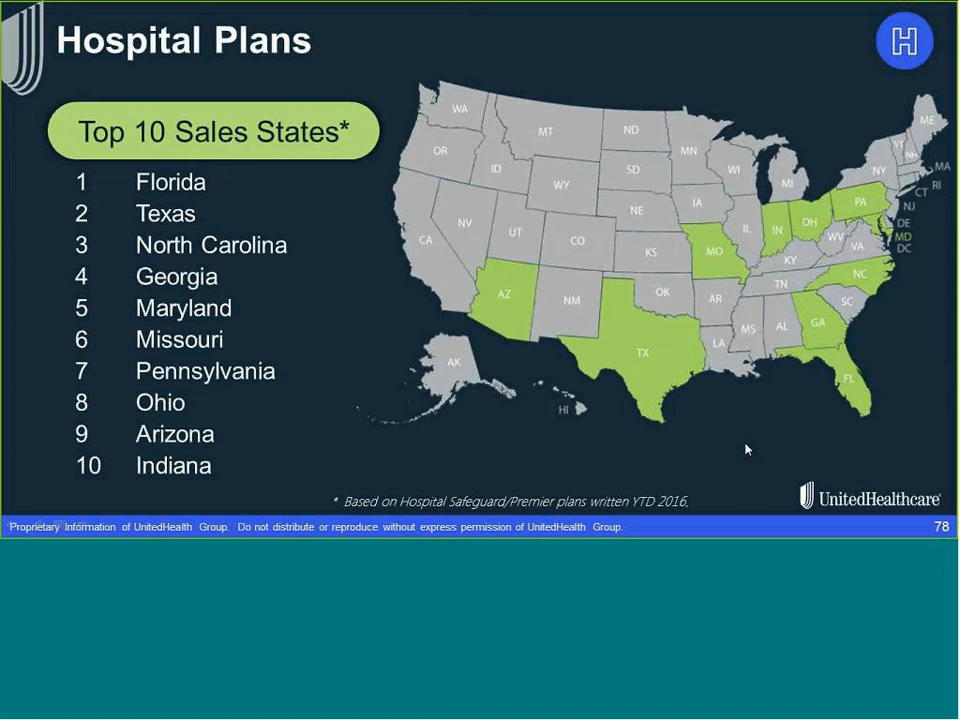 Hospital Plans
H
Top 10 Sales States*
1 Florida
2 Texas
3 North Carolina
4 Georgia
5 Maryland
6 Missouri
7 Pennsylvania
8 Ohio
9 Arizona
10 Indiana
WA
OR
ID
MT
WY
ND
SD
NE
MN
IA
WI
MI
NV
UT
CA
CO
KS
MO
IL
IN
OH
PA
NY
VT
NH
ME
MA
RI
CT
NJ
DE
MD
DC
WV
VA
KY
TN
NC
SC
AZ
NM
OK
AR
TX
LA
MS
AL
GA
FL
AK
HI
* Based on Hospital Safeguard/Premier plans written YTD 2016.
UnitedHealthcare®
Proprietary Information of UnitedHealth Group. Do not distribute or reproduce without express permission of UnitedHealth Group.
78